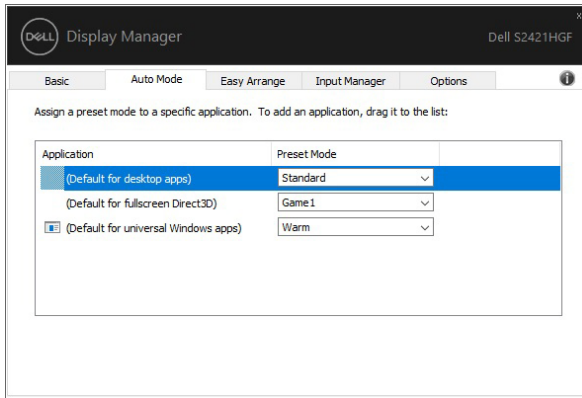 x
DELL Display Manager Dell S2421HGF
Basic Auto Mode Easy Arrange Input Manager Options i
Assign a preset mode to a specific application. To add an application, drag it to the list:
Application Preset Mode
(Default for desktop apps) Standard
(Default for fullscreen Direct3D) Game1
(Default for universal Windows apps) Warm